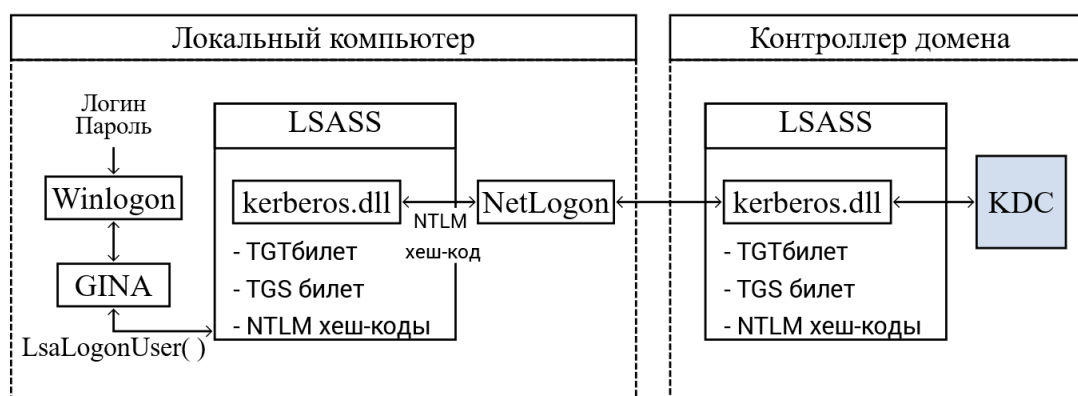 Локальный компьютер
Контроллер домена
Логин
Пароль
Winlogon
GINA
LsaLogonUser( )
LSASS
kerberos.dll
- TGTбилет
- TGS билет
- NTLM хеш-коды
NTLM
хеш-код
NetLogon
LSASS
kerberos.dll
- TGTбилет
- TGS билет
- NTLM хеш-коды
KDC